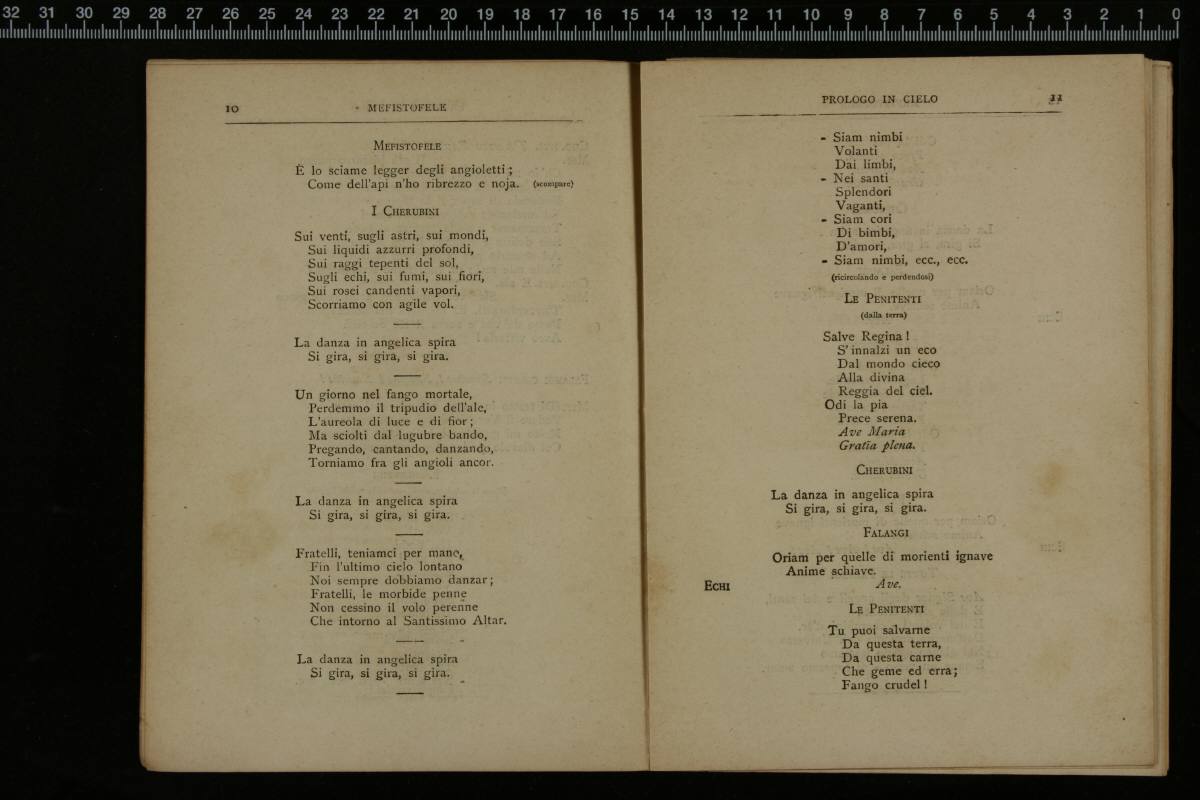 32 31 30 29 28 27 26 25 24 23 22 21 20 19 18 17 16 15 14 13 12 11 10 9 8 7 6 5 4 3 2 1 0
10 MEFISTOFELE
MEFISTOFELE
È lo sciame legger degli angioletti;
Come dell'api n'ho ribrezzo e noja. (scompare)
I CHERUBINI
Sui venti, sugli astri, sui mondi,
Sui liquidi azzurri profondi,
Sui raggi tepenti del sol,
Sugli echi, sui fumi, sui fiori,
Sui rosei candenti vapori,
Scorriamo con agile vol.
La danza in angelica spira
Si gira, si gira, si gira.
Un giorno nel fango mortale,
Perdemmo il tripudio dell'ale,
L'aureola di luce e di fior;
Ma sciolti dal lugubre bando,
Pregando, cantando, danzando,
Torniamo fra gli angioli ancor.
La danza in angelica spira
Si gira, si gira, si gira.
Fratelli, teniamci per mano,
Fin l'ultimo cielo lontano
Noi sempre dobbiamo danzar;
Fratelli, le morbide penne
Non cessino il volo perenne
Che intorno al Santissimo Altar.
La danza in angelica spira
Si gira, si gira, si gira.
PROLOGO IN CIELO 11
- Siam nimbi
Volanti
Dai limbi,
- Nei santi
Splendori
Vaganti,
- Siam cori
Di bimbi,
D'amori,
- Siam nimbi, ecc., ecc.
(ricircolando e perdendosi)
LE PENITENTI
(dalla terra)
Salve Regina!
S'innalzi un eco
Dal mondo cieco
Alla divina
Reggia del ciel.
Odi la pia
Prece serena.
Ave Maria
Gratia plena.
CHERUBINI
La danza in angelica spira
Si gira, si gira, si gira.
FALANGI
Oriam per quelle di morienti ignave
Anime schiave.
ECHI Ave.
LE PENITENTI
Tu puoi salvarne
Da questa terra,
Da questa carne
Che geme ed erra;
Fango crudel!